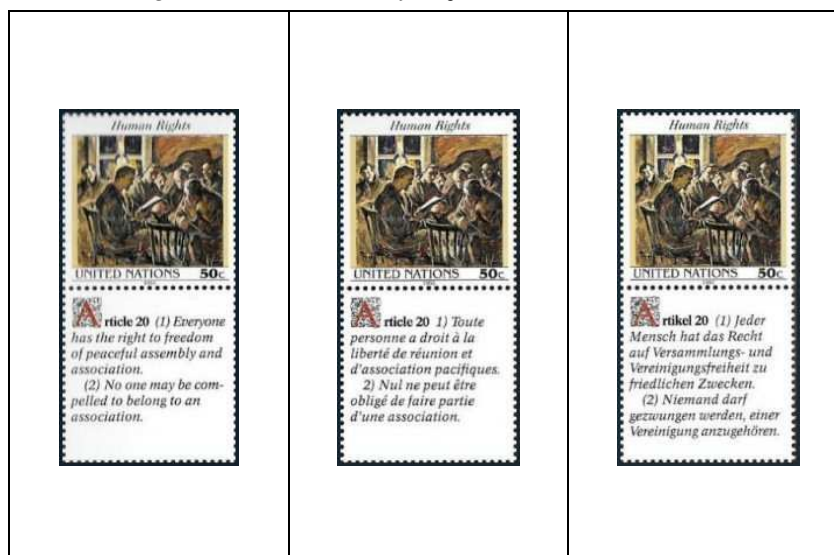 Human Rights
UNITED NATIONS 50c.
Article 20 (1) Everyone
has the right to freedom
of peaceful assembly and
association.
(2) No one may be com-
pelled to belong to an
association.
Human Rights
UNITED NATIONS 50c.
Article 20 1) Toute
personne a droit à la
liberté de réunion et
d'association pacifiques.
2) Nul ne peut être
obligé de faire partie
d'une association.
Human Rights
UNITED NATIONS 50c.
Artikel 20 (1) Jeder
Mensch hat das Recht
auf Versammlungs- und
Vereinigungsfreiheit zu
friedlichen Zwecken.
(2) Niemand darf
gezwungen werden, einer
Vereinigung anzugehören.